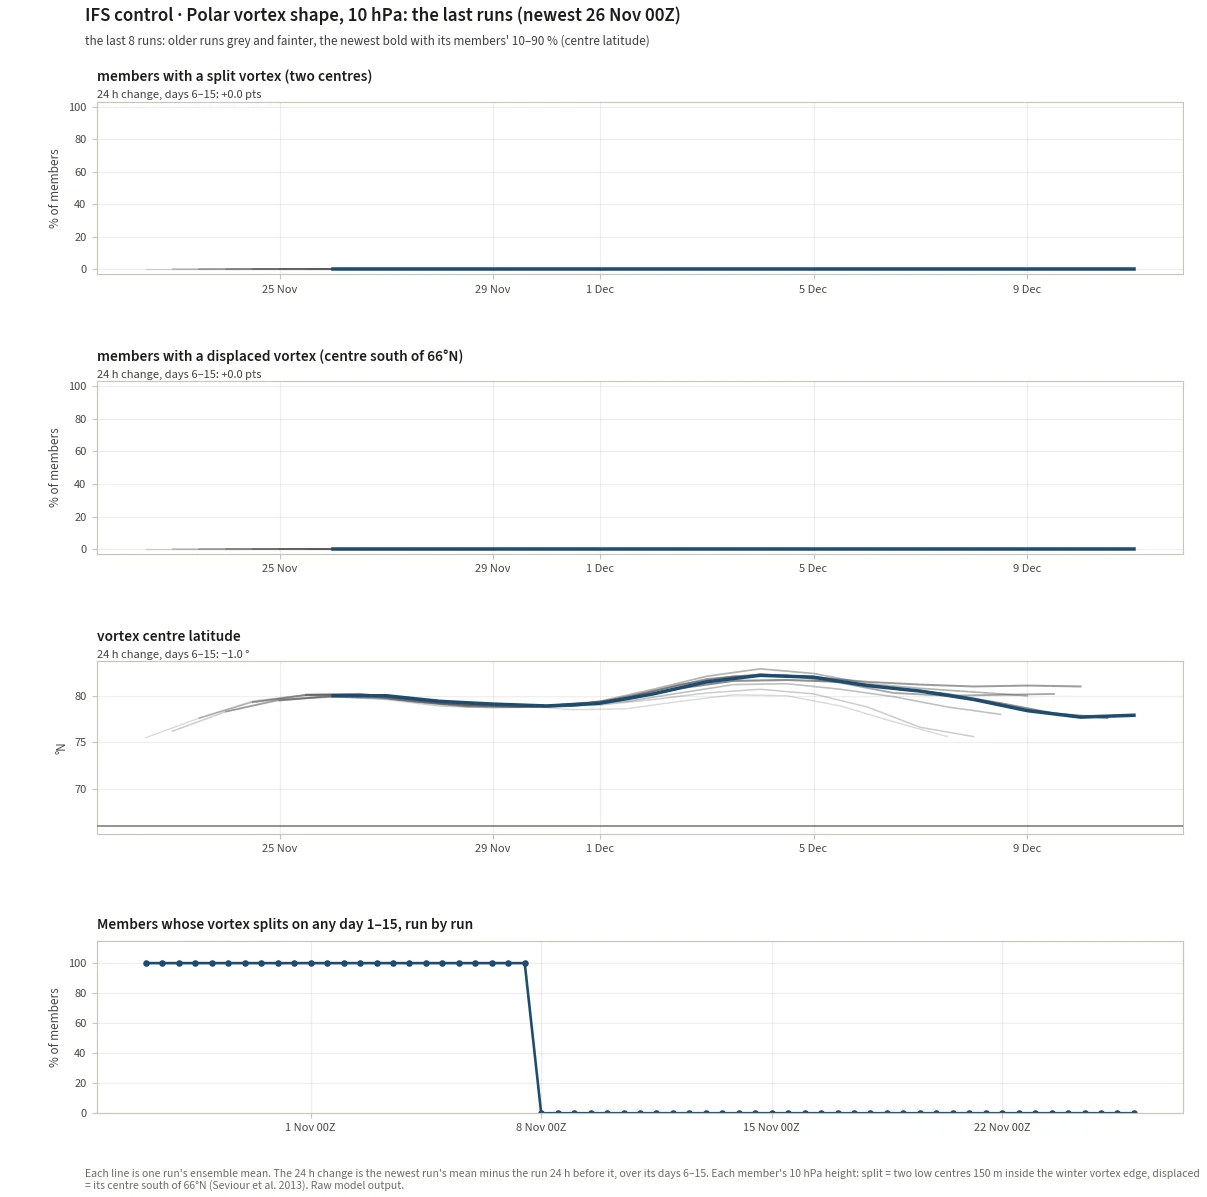 IFS control · Polar vortex shape, 10 hPa: the last runs (newest 26 Nov 00Z)
the last 8 runs: older runs grey and fainter, the newest bold with its members' 10–90 % (centre latitude)
members with a split vortex (two centres)
24 h change, days 6–15: +0.0 pts
100
80
60
40
20
0
% of members
25 Nov
29 Nov
1 Dec
5 Dec
9 Dec
members with a displaced vortex (centre south of 66°N)
24 h change, days 6–15: +0.0 pts
100
80
60
40
20
0
% of members
25 Nov
29 Nov
1 Dec
5 Dec
9 Dec
vortex centre latitude
24 h change, days 6–15: −1.0 °
80
75
70
°N
25 Nov
29 Nov
1 Dec
5 Dec
9 Dec
Members whose vortex splits on any day 1–15, run by run
100
80
60
40
20
0
% of members
1 Nov 00Z
8 Nov 00Z
15 Nov 00Z
22 Nov 00Z
Each line is one run's ensemble mean. The 24 h change is the newest run's mean minus the run 24 h before it, over its days 6–15. Each member's 10 hPa height: split = two low centres 150 m inside the winter vortex edge, displaced
= its centre south of 66°N (Seviour et al. 2013). Raw model output.